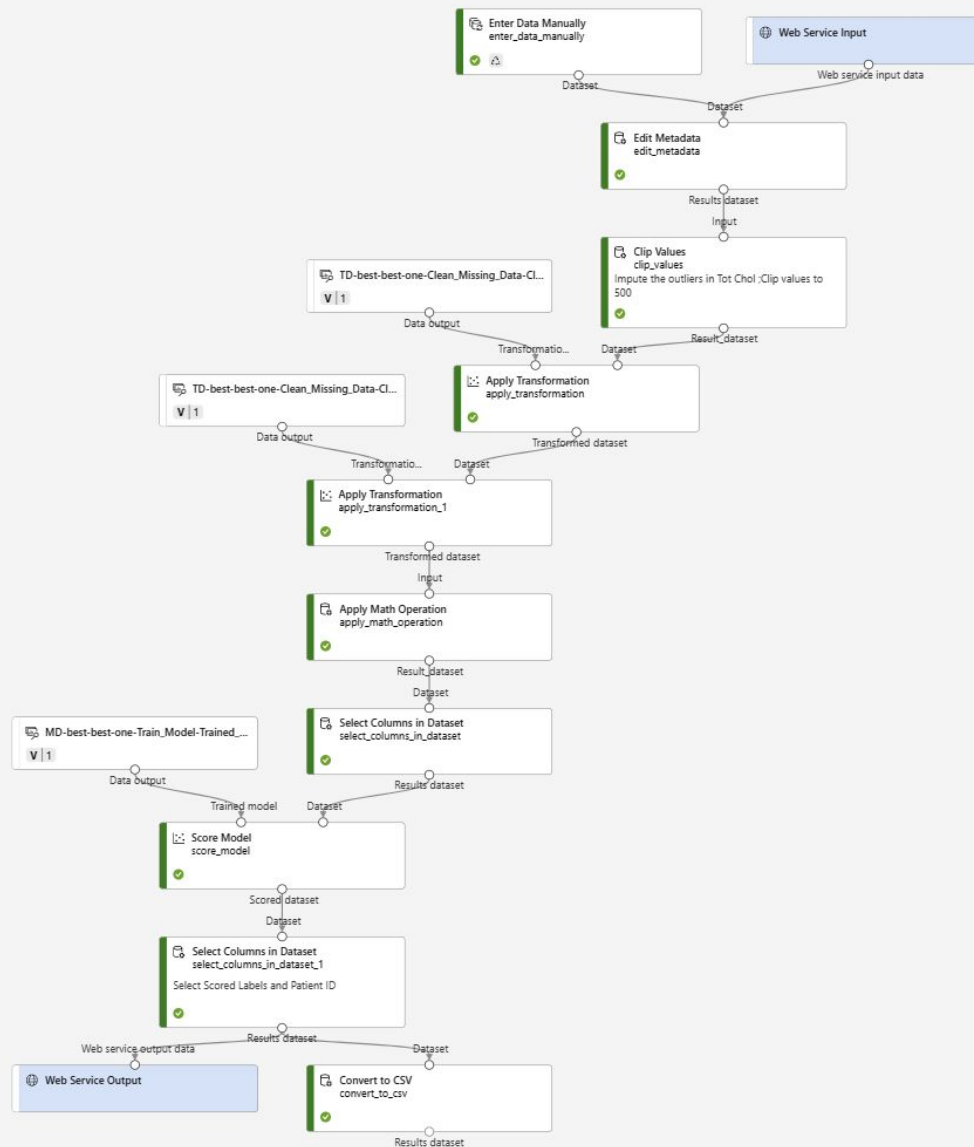 Enter Data Manually
enter_data_manually
Web Service Input
Dataset
Web service input data
Dataset
Edit Metadata
edit_metadata
Results dataset
Input
Clip Values
clip_values
Impute the outliers in Tot Chol ;Clip values to
500
TD-best-best-one-Clean_Missing_Data-Cl...
V | 1
Data output
Result_dataset
Transformatio...
Dataset
Apply Transformation
apply_transformation
TD-best-best-one-Clean_Missing_Data-Cl...
V | 1
Data output
Transformed dataset
Transformatio...
Dataset
Apply Transformation
apply_transformation_1
Transformed dataset
Input
Apply Math Operation
apply_math_operation
Result_dataset
Dataset
Select Columns in Dataset
select_columns_in_dataset
MD-best-best-one-Train_Model-Trained_...
V | 1
Data output
Results dataset
Trained model
Dataset
Score Model
score_model
Scored dataset
Dataset
Select Columns in Dataset
select_columns_in_dataset_1
Select Scored Labels and Patient ID
Results dataset
Web service output data
Dataset
Web Service Output
Convert to CSV
convert_to_csv
Results dataset